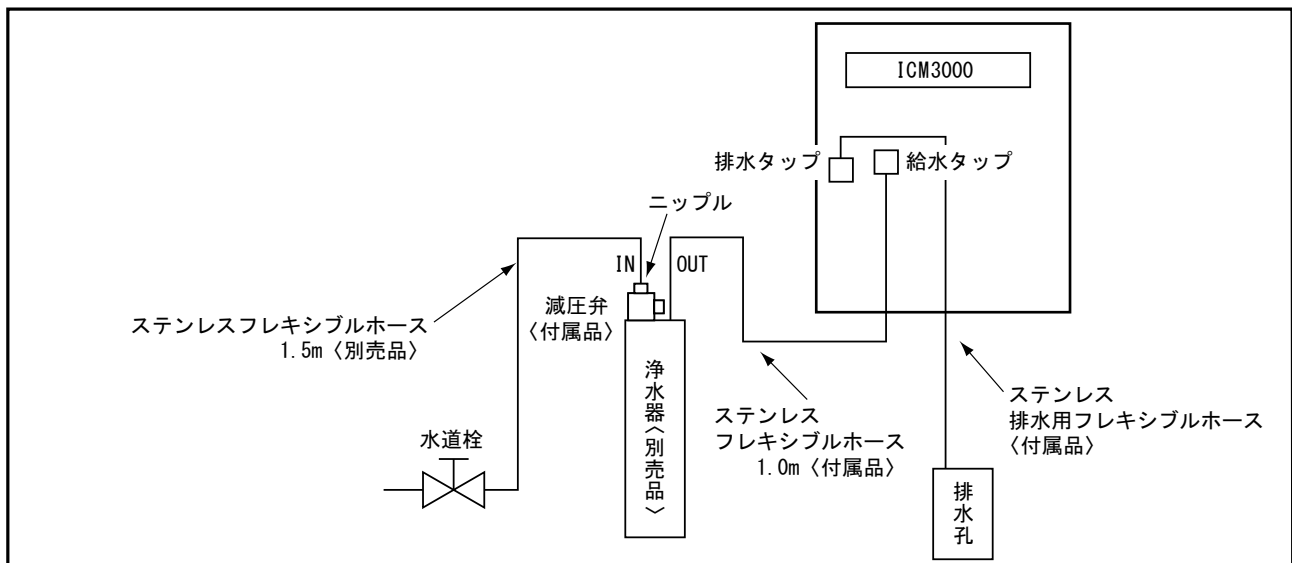 ICM3000
排水タップ
給水タップ
ニップル
IN
OUT
減圧弁
〈付属品〉
ステンレスフレキシブルホース
1.5m〈別売品〉
浄水器〈別売品〉
ステンレス
フレキシブルホース
1.0m〈付属品〉
ステンレス
排水用フレキシブルホース
〈付属品〉
水道栓
排水孔